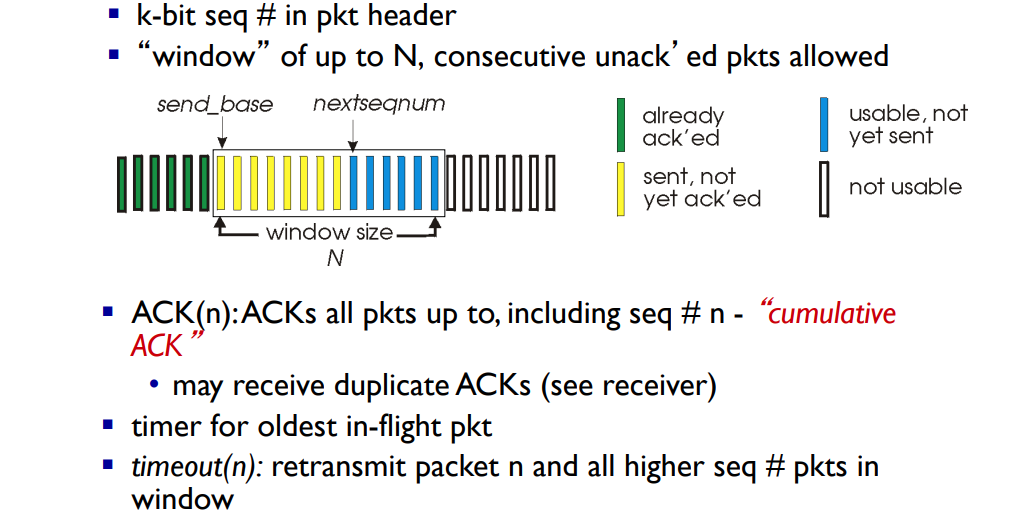 k-bit seq # in pkt header
“window” of up to N, consecutive unack’ ed pkts allowed
send_base
nextseqnum
already
ack’ed
usable, not
yet sent
sent, not
yet ack’ed
not usable
window size
N
ACK(n): ACKs all pkts up to, including seq # n - “cumulative
ACK”
may receive duplicate ACKs (see receiver)
timer for oldest in-flight pkt
timeout(n): retransmit packet n and all higher seq # pkts in
window